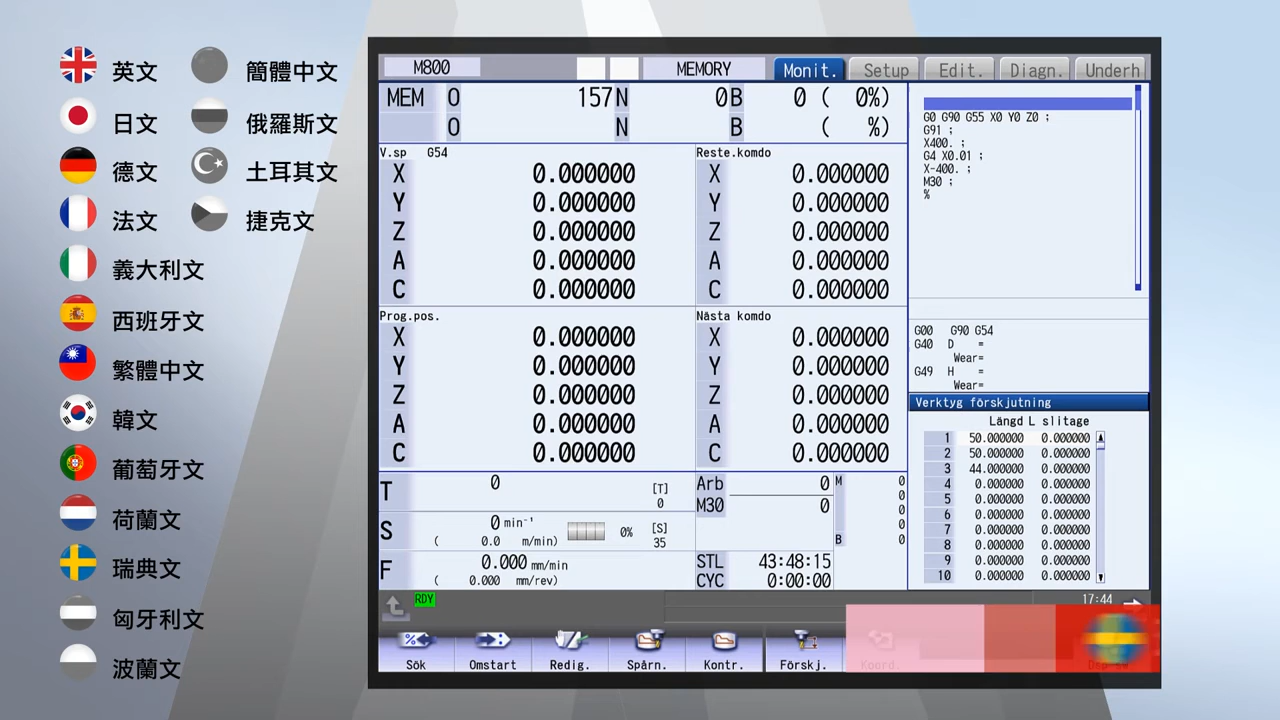 英文
簡體中文
日文
俄羅斯文
德文
土耳其文
法文
捷克文
義大利文
西班牙文
繁體中文
韓文
葡萄牙文
荷蘭文
瑞典文
匈牙利文
波蘭文
M800 MEMORY Monit. Setup Edit. Diagn. Underh
MEM O 157 N 0 B 0 ( 0%)
O N B ( %)
V.sp G54
X 0.000000
Y 0.000000
Z 0.000000
A 0.000000
C 0.000000
Reste.komdo
X 0.000000
Y 0.000000
Z 0.000000
A 0.000000
C 0.000000
Prog.pos.
X 0.000000
Y 0.000000
Z 0.000000
A 0.000000
C 0.000000
Nästa komdo
X 0.000000
Y 0.000000
Z 0.000000
A 0.000000
C 0.000000
T 0 [T] 0
S 0 min⁻¹ 0% [S]
( 0.0 m/min) 35
F 0.000 mm/min
( 0.000 mm/rev)
Arb 0
M30 0
M 0
0
0
0
B 0
STL 43:48:15
CYC 0:00:00
G0 G90 G55 X0 Y0 Z0 ;
G91 ;
X400. ;
G4 X0.01 ;
X-400. ;
M30 ;
%
G00 G90 G54
G40 D =
Wear=
G49 H =
Wear=
Verktyg förskjutning
Längd L slitage
1 50.000000 0.000000
2 50.000000 0.000000
3 44.000000 0.000000
4 0.000000 0.000000
5 0.000000 0.000000
6 0.000000 0.000000
7 0.000000 0.000000
8 0.000000 0.000000
9 0.000000 0.000000
10 0.000000 0.000000
RDY
17:44
Sök Omstart Redig. Spårn. Kontr. Förskj. Koord.